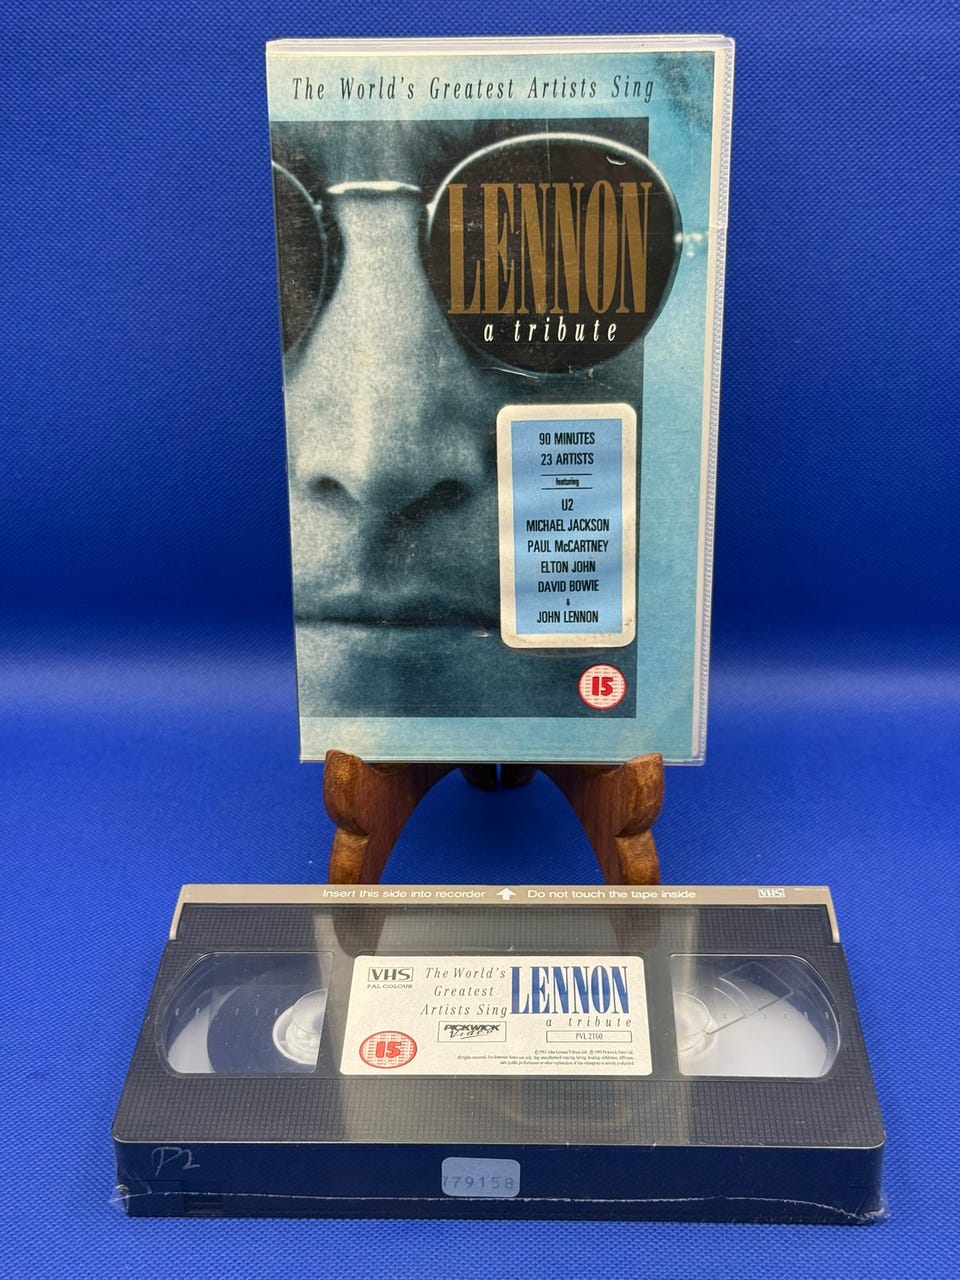 The World's Greatest Artists Sing
LENNON
a tribute
90 MINUTES
23 ARTISTS
featuring
U2
MICHAEL JACKSON
PAUL McCARTNEY
ELTON JOHN
DAVID BOWIE
&
JOHN LENNON
15
Insert this side into recorder Do not touch the tape inside VHS
VHS
PAL COLOUR
The World's
Greatest
Artists Sing
LENNON
a tribute
PICKWICK
VIDEO
PVL 2160
15
P2
779158